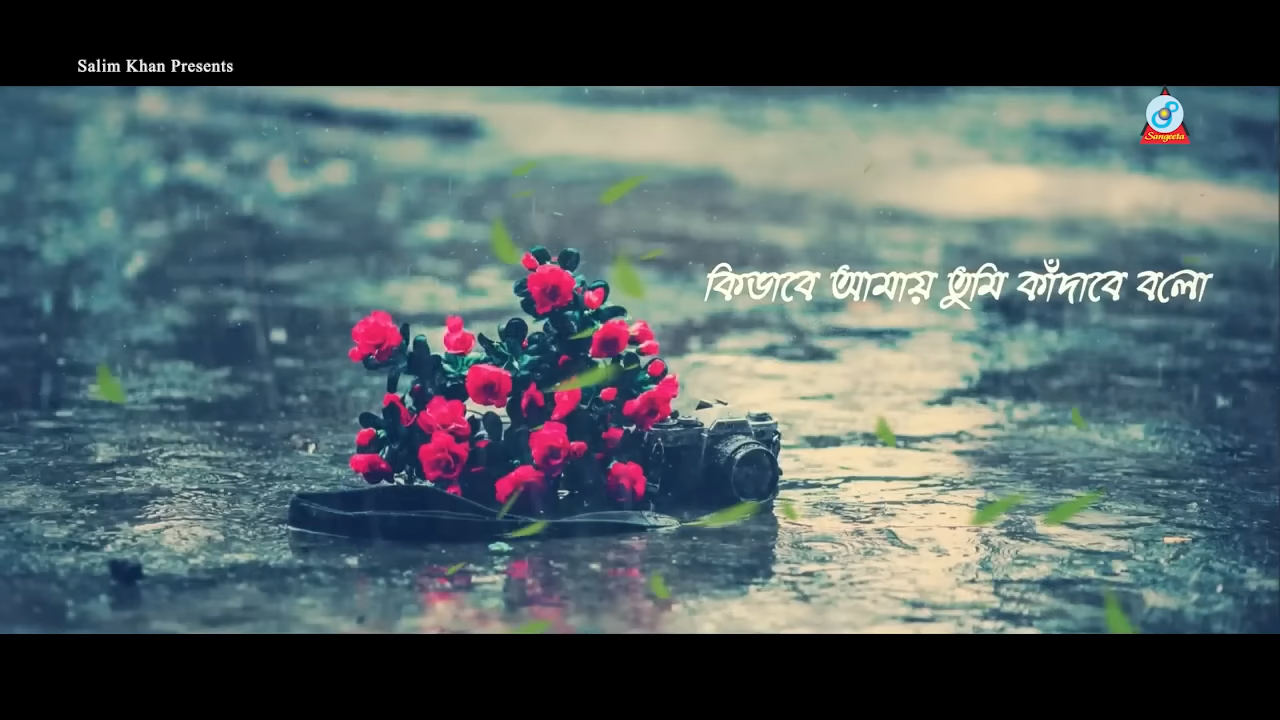 Salim Khan Presents
Sangeeta
কিভাবে আমায় তুমি কাঁদাবে বলো